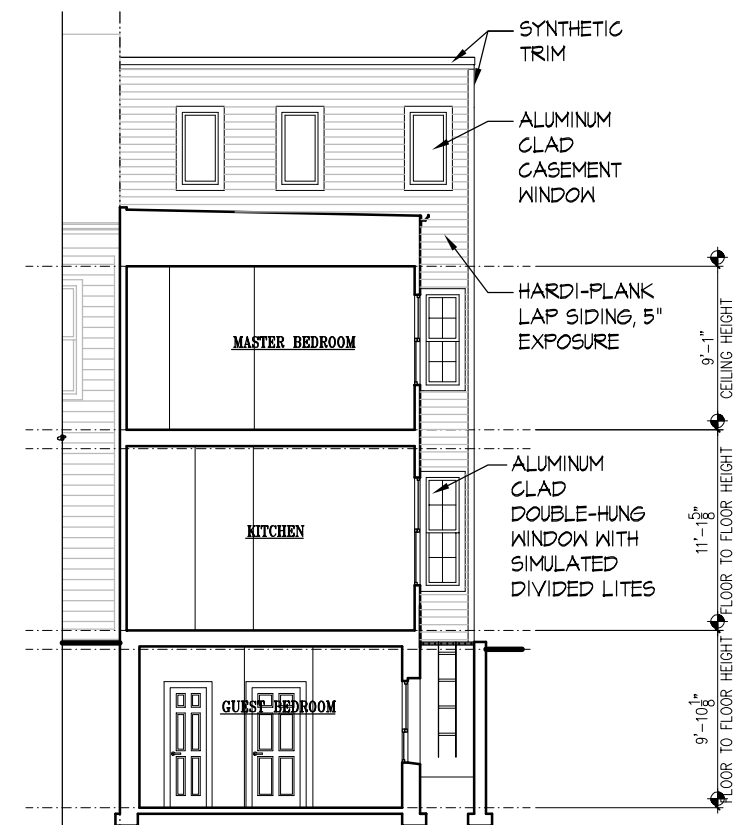 SYNTHETIC
TRIM
ALUMINUM
CLAD
CASEMENT
WINDOW
HARDI-PLANK
LAP SIDING, 5"
EXPOSURE
MASTER BEDROOM
9'-1"
CEILING HEIGHT
ALUMINUM
CLAD
DOUBLE-HUNG
WINDOW WITH
SIMULATED
DIVIDED LITES
KITCHEN
11'-1 5/8"
FLOOR TO FLOOR HEIGHT
GUEST BEDROOM
9'-10 1/8"
FLOOR TO FLOOR HEIGHT